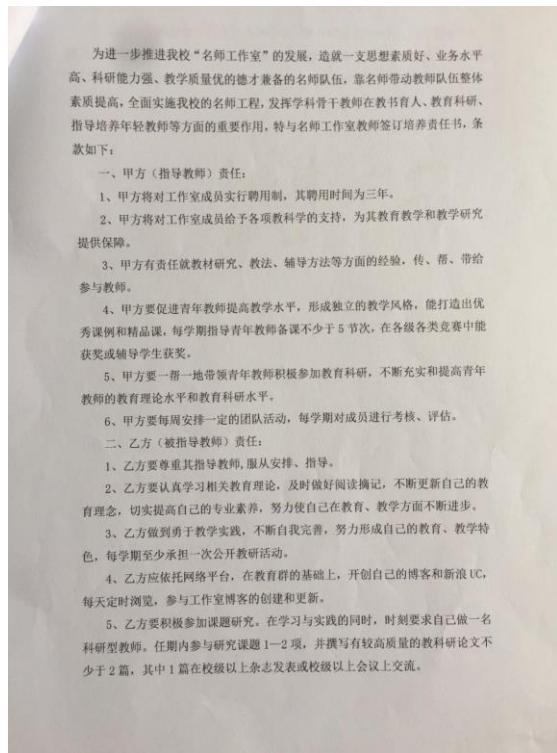 为进一步推进我校“名师工作室”的发展，造就一支思想素质好、业务水平
高、科研能力强、教学质量优的德才兼备的名师队伍，靠名师带动教师队伍整体
素质提高，全面实施我校的名师工程，发挥学科骨干教师在教书育人、教育科研、
指导培养年轻教师等方面的重要作用，特与名师工作室教师签订培养责任书，条
款如下：
一、甲方（指导教师）责任：
1、甲方将对工作室成员实行聘用制，其聘用时间为三年。
2、甲方将对工作室成员给予各项教科学的支持，为其教育教学和教学研究
提供保障。
3、甲方有责任就教材研究、教法、辅导方法等方面的经验，传、帮、带给
参与教师。
4、甲方要促进青年教师提高教学水平，形成独立的教学风格，能打造出优
秀课例和精品课，每学期指导青年教师备课不少于 5 节次，在各级各类竞赛中能
获奖或辅导学生获奖。
5、甲方要一帮一地带领青年教师积极参加教育科研，不断充实和提高青年
教师的教育理论水平和教育科研水平。
6、甲方要每周安排一定的团队活动，每学期对成员进行考核、评估。
二、乙方（被指导教师）责任：
1、乙方要尊重其指导教师,服从安排、指导。
2、乙方要认真学习相关教育理论，及时做好阅读摘记，不断更新自己的教
育理念，切实提高自己的专业素养，努力使自己在教育、教学方面不断进步。
3、乙方做到勇于教学实践，不断自我完善，努力形成自己的教育、教学特
色，每学期至少承担一次公开教研活动。
4、乙方应依托网络平台，在教育群的基础上，开创自己的博客和新浪 UC，
每天定时浏览，参与工作室博客的创建和更新。
5、乙方要积极参加课题研究。在学习与实践的同时，时刻要求自己做一名
科研型教师。任期内参与研究课题 1—2 项，并撰写有较高质量的教科研论文不
少于 2 篇，其中 1 篇在校级以上杂志发表或校级以上会议上交流。